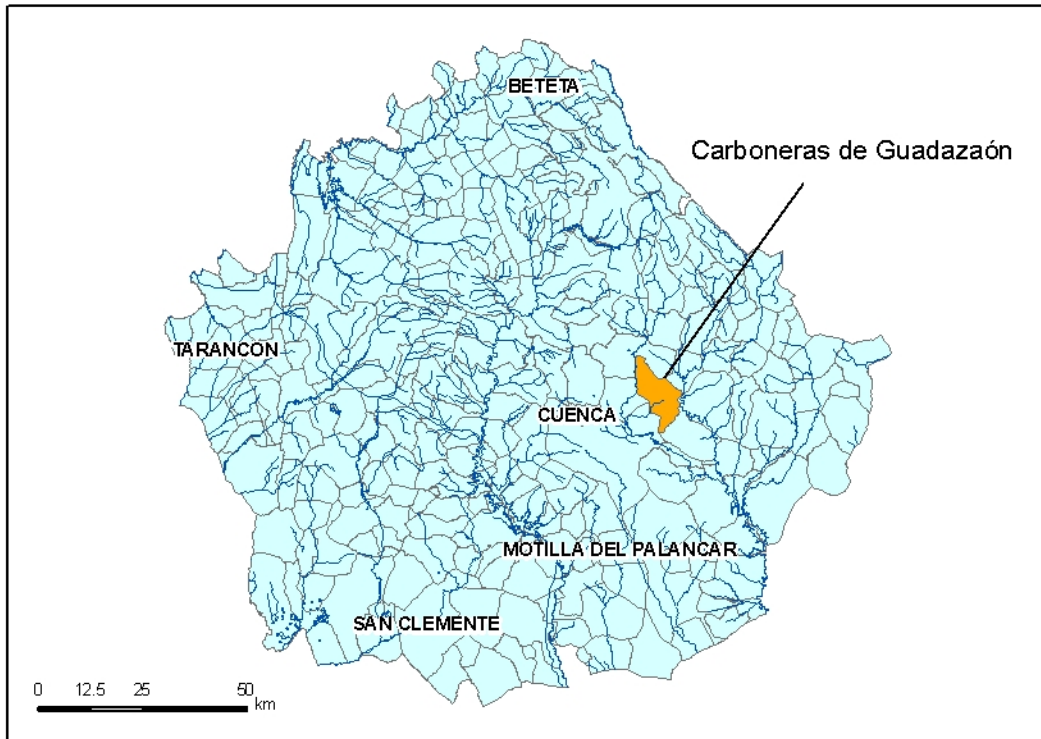 BETETA
Carboneras de Guadazaón
TARANCON
CUENCA
MOTILLA DEL PALANCAR
SAN CLEMENTE
0 12.5 25 50
km